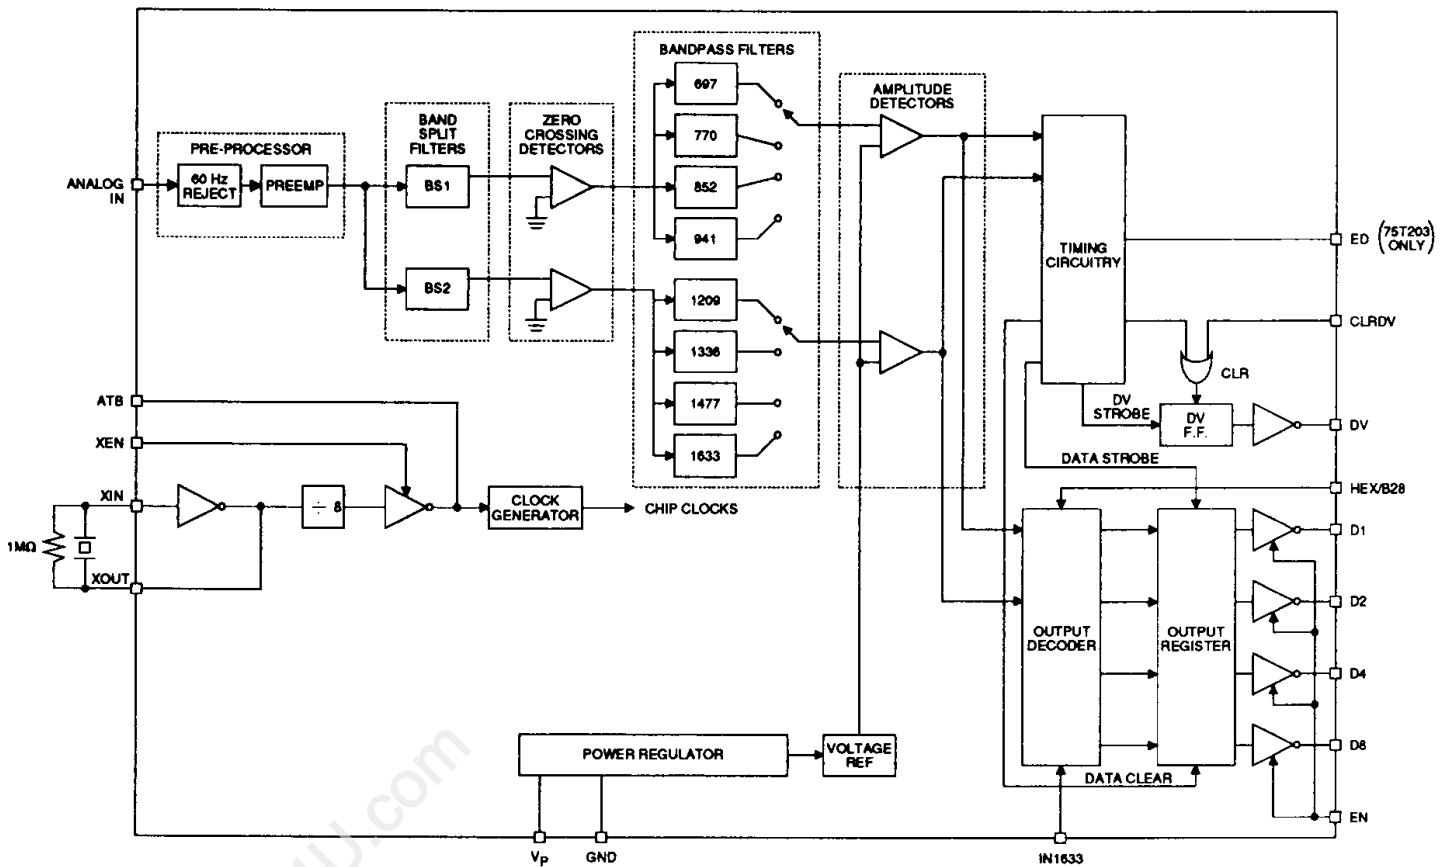 BANDPASS FILTERS
697
770
852
941
1209
1336
1477
1633
AMPLITUDE
DETECTORS
BAND
SPLIT
FILTERS
BS1
BS2
ZERO
CROSSING
DETECTORS
PRE-PROCESSOR
60 Hz
REJECT
PREEMP
ANALOG
IN
TIMING
CIRCUITRY
ED (75T203
ONLY)
CLRDV
CLR
DV
STROBE
DV
F.F.
DV
DATA STROBE
HEX/B28
ATB
XEN
XIN
÷ 8
CLOCK
GENERATOR
CHIP CLOCKS
1MΩ
XOUT
OUTPUT
DECODER
OUTPUT
REGISTER
D1
D2
D4
D8
EN
DATA CLEAR
POWER REGULATOR
VOLTAGE
REF
VP
GND
IN1633
4U.com